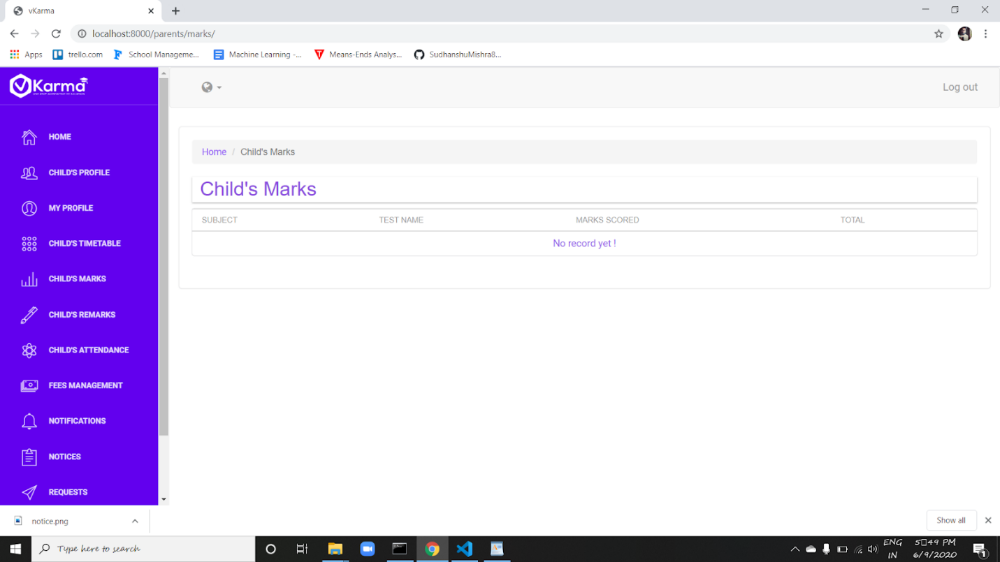 vKarma
localhost:8000/parents/marks/
Apps trello.com School Manageme... Machine Learning -... Means-Ends Analys... SudhanshuMishra8...
Karma
Log out
HOME
CHILD'S PROFILE
MY PROFILE
CHILD'S TIMETABLE
CHILD'S MARKS
CHILD'S REMARKS
CHILD'S ATTENDANCE
FEES MANAGEMENT
NOTIFICATIONS
NOTICES
REQUESTS
Home / Child's Marks
Child's Marks
SUBJECT TEST NAME MARKS SCORED TOTAL
No record yet !
notice.png
Show all
Type here to search
ENG
IN
5□49 PM
6/9/2020
1